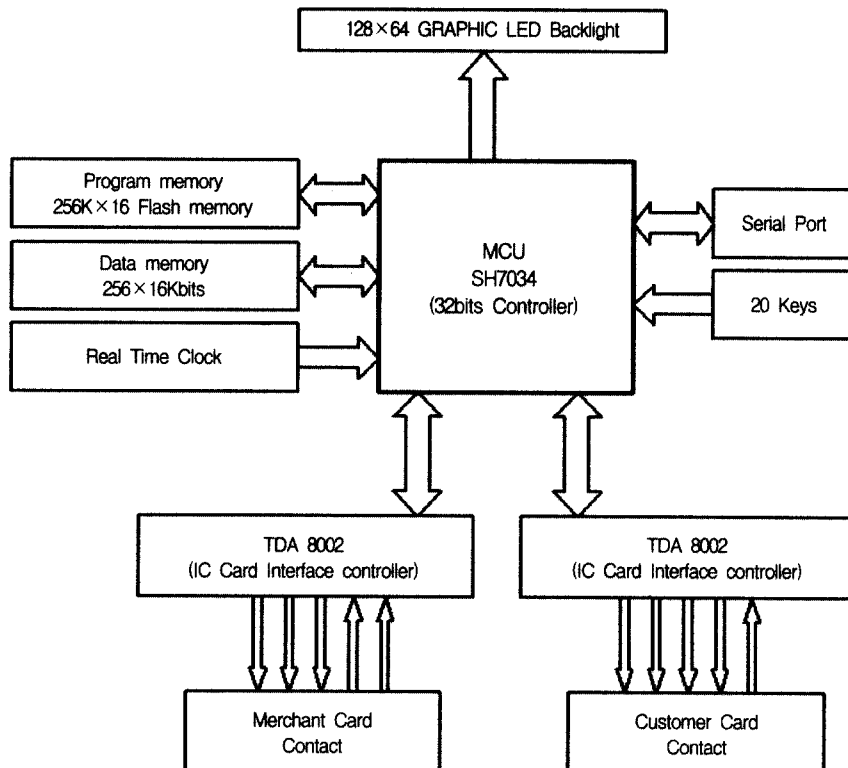 128×64 GRAPHIC LED Backlight
Program memory
256K×16 Flash memory
Data memory
256×16Kbits
Real Time Clock
MCU
SH7034
(32bits Controller)
Serial Port
20 Keys
TDA 8002
(IC Card Interface controller)
TDA 8002
(IC Card Interface controller)
Merchant Card
Contact
Customer Card
Contact